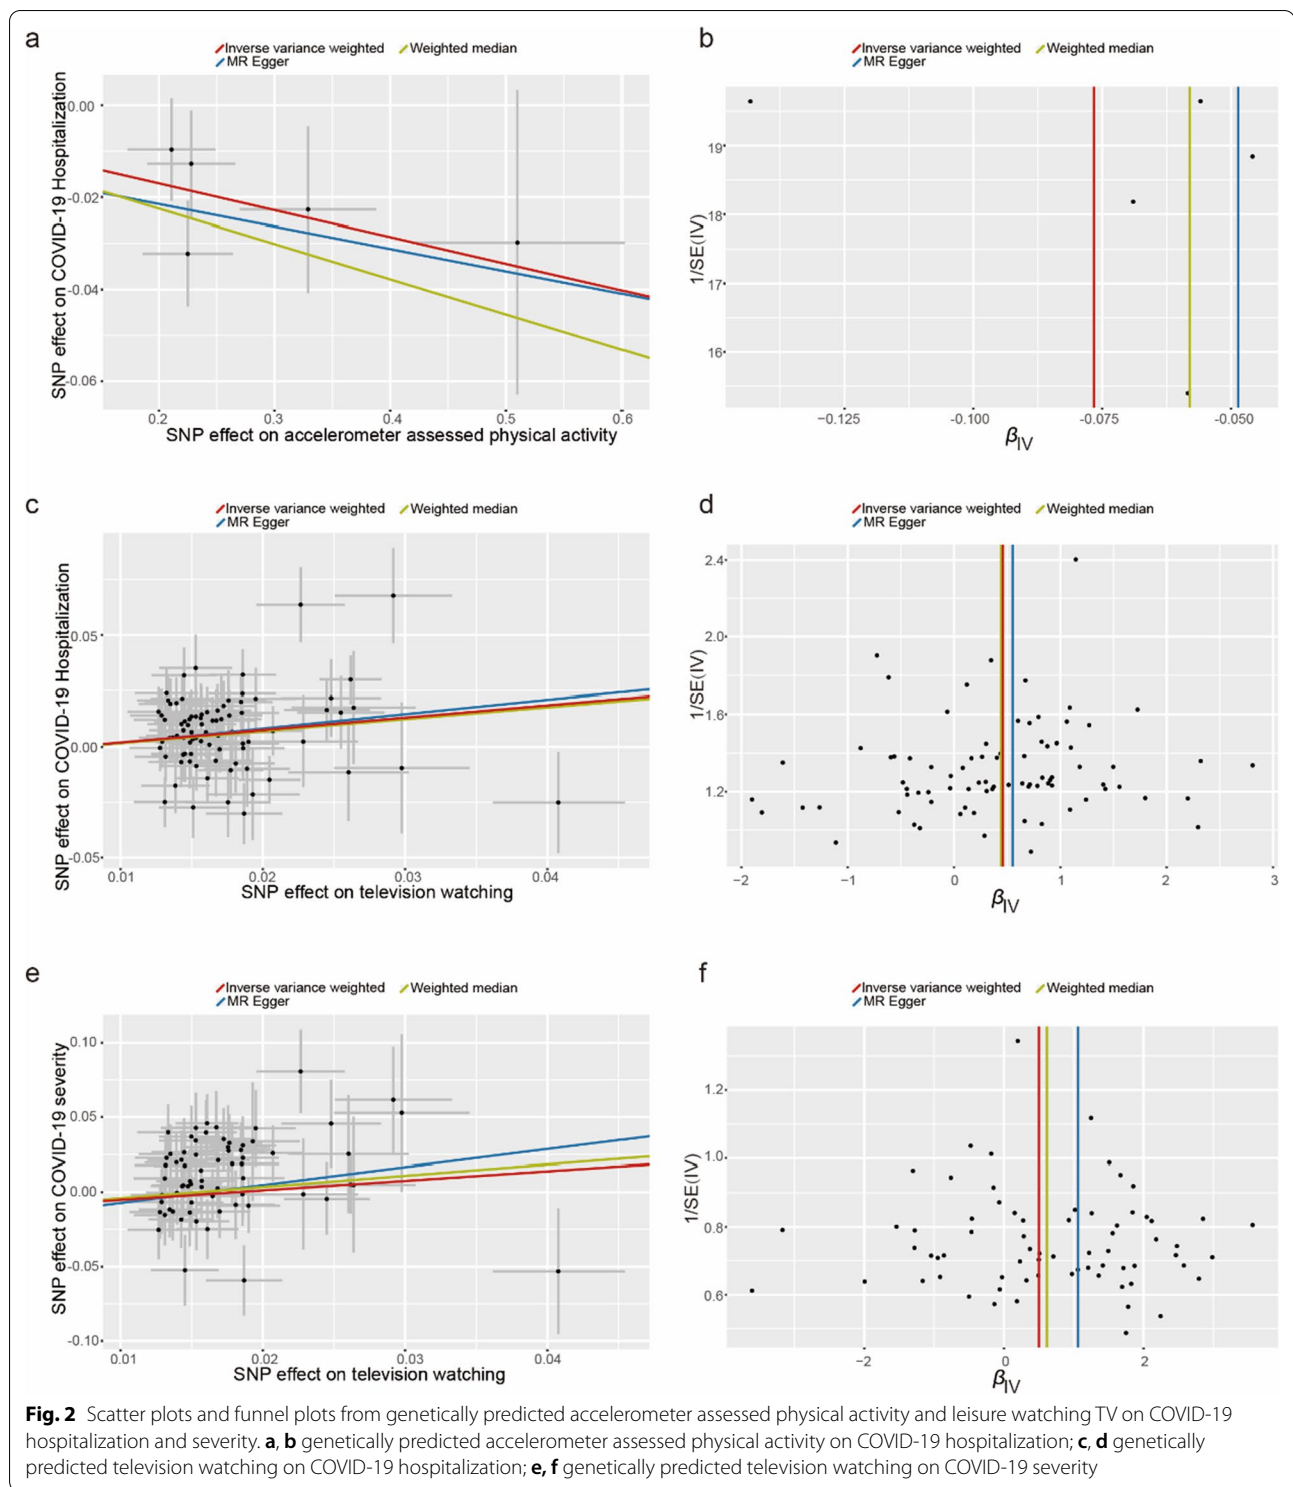 a
Inverse variance weighted
Weighted median
MR Egger
SNP effect on COVID-19 Hospitalization
0.00
-0.02
-0.04
-0.06
0.2
0.3
0.4
0.5
0.6
SNP effect on accelerometer assessed physical activity
b
Inverse variance weighted
Weighted median
MR Egger
1/SE(IV)
19
18
17
16
−0.125
-0.100
-0.075
-0.050
βIV
c
Inverse variance weighted
Weighted median
MR Egger
SNP effect on COVID-19 Hospitalization
0.05
0.00
-0.05
0.01
0.02
0.03
0.04
SNP effect on television watching
d
Inverse variance weighted
Weighted median
MR Egger
1/SE(IV)
2.4
2.0
1.6
1.2
−2
−1
0
1
2
3
βIV
e
Inverse variance weighted
Weighted median
MR Egger
SNP effect on COVID-19 severity
0.10
0.05
0.00
-0.05
-0.10
0.01
0.02
0.03
0.04
SNP effect on television watching
f
Inverse variance weighted
Weighted median
MR Egger
1/SE(IV)
1.2
1.0
0.8
0.6
−2
0
2
βIV
Fig. 2 Scatter plots and funnel plots from genetically predicted accelerometer assessed physical activity and leisure watching TV on COVID-19
hospitalization and severity. a, b genetically predicted accelerometer assessed physical activity on COVID-19 hospitalization; c, d genetically
predicted television watching on COVID-19 hospitalization; e, f genetically predicted television watching on COVID-19 severity